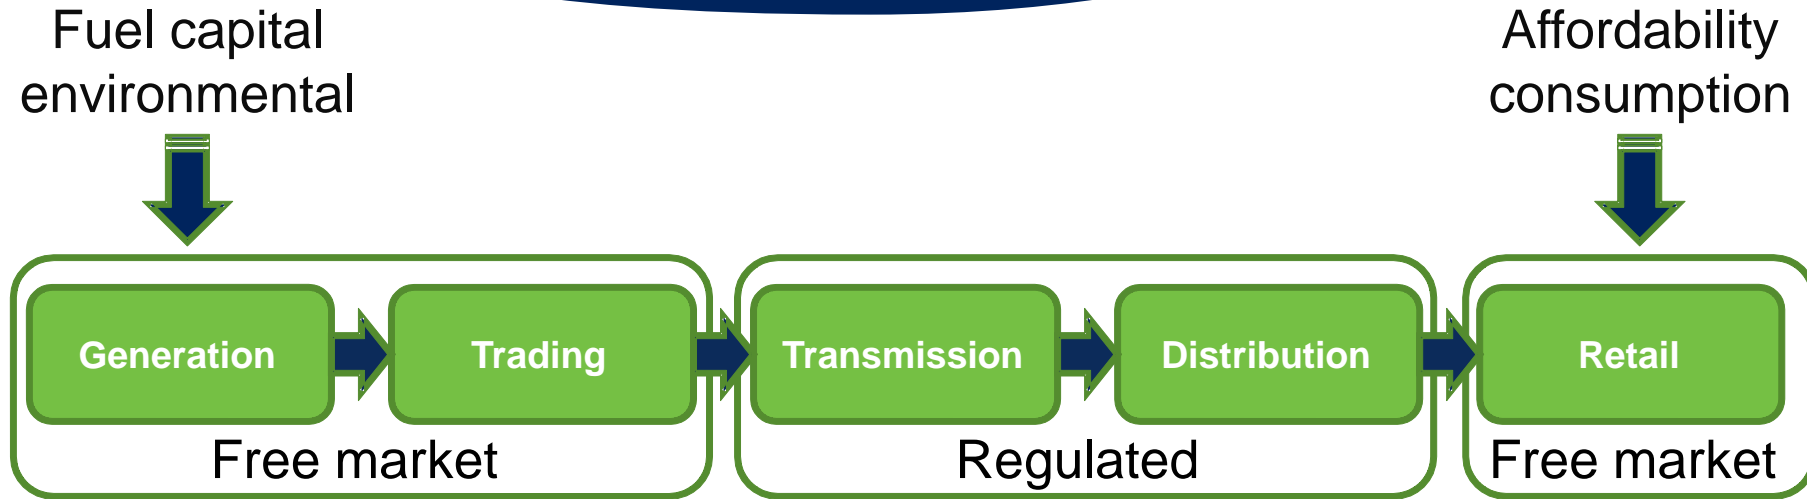 Fuel capital
environmental
Affordability
consumption
Generation
Trading
Transmission
Distribution
Retail
Free market
Regulated
Free market